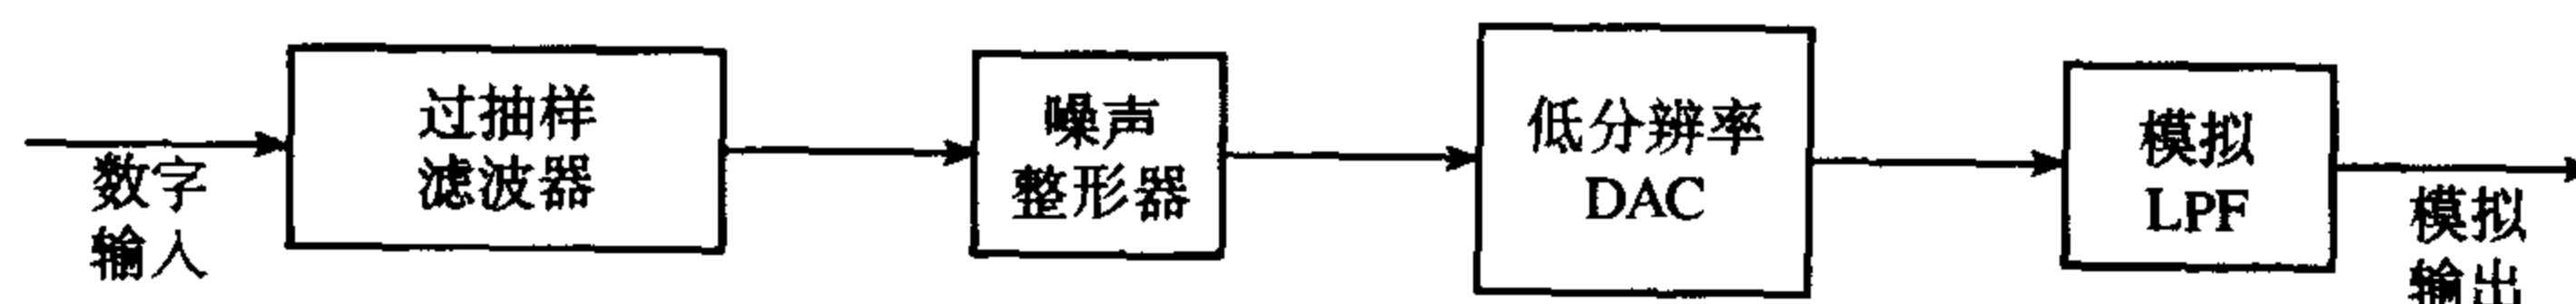 数字
输入
过抽样
滤波器
噪声
整形器
低分辨率
DAC
模拟
LPF
模拟
输出